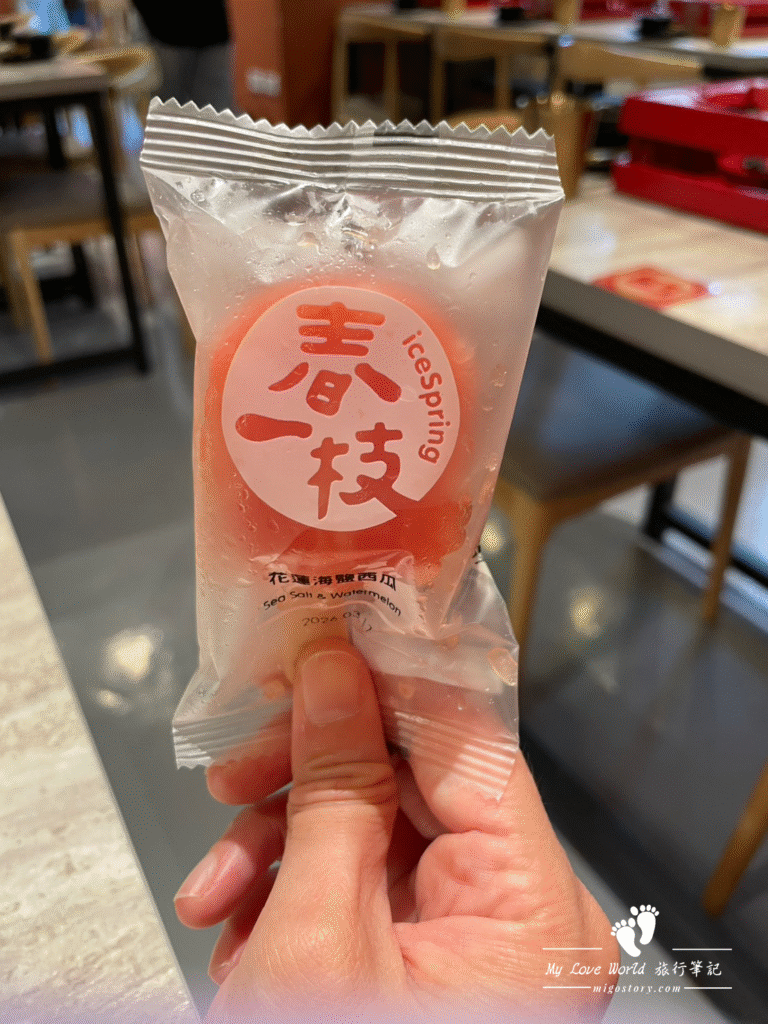 春
一枝
iceSpring
花蓮海鹽西瓜
Sea Salt & Watermelon
My Love World 旅行筆記
migostory.com